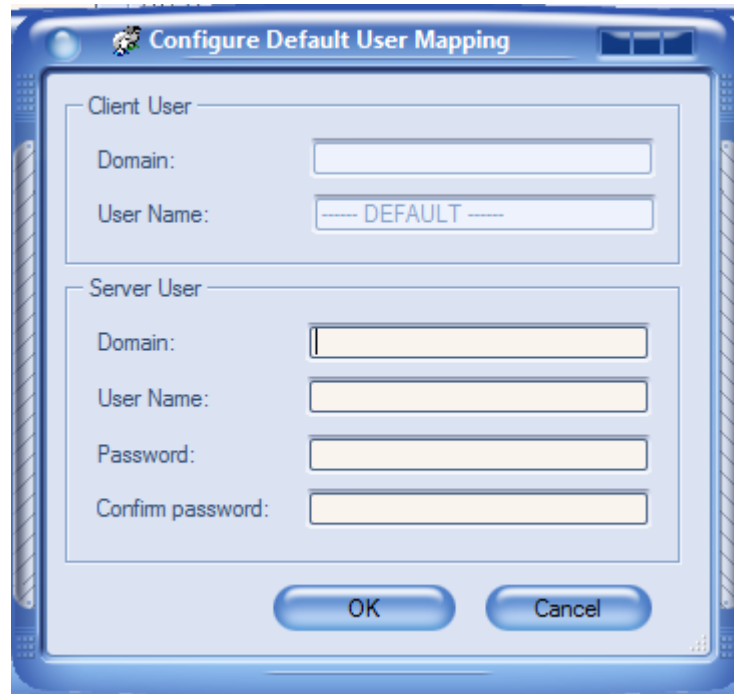 Configure Default User Mapping
Client User
Domain:
User Name: ------ DEFAULT ------
Server User
Domain:
User Name:
Password:
Confirm password:
OK Cancel